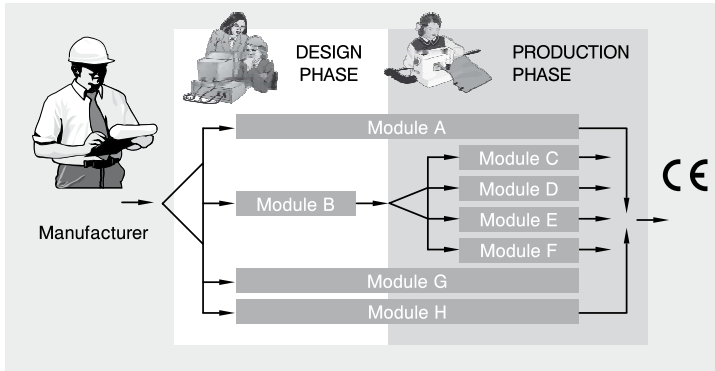 DESIGN
PHASE
PRODUCTION
PHASE
Module A
Module C
Module D
Module B
Module E
Module F
Manufacturer
Module G
Module H
CE